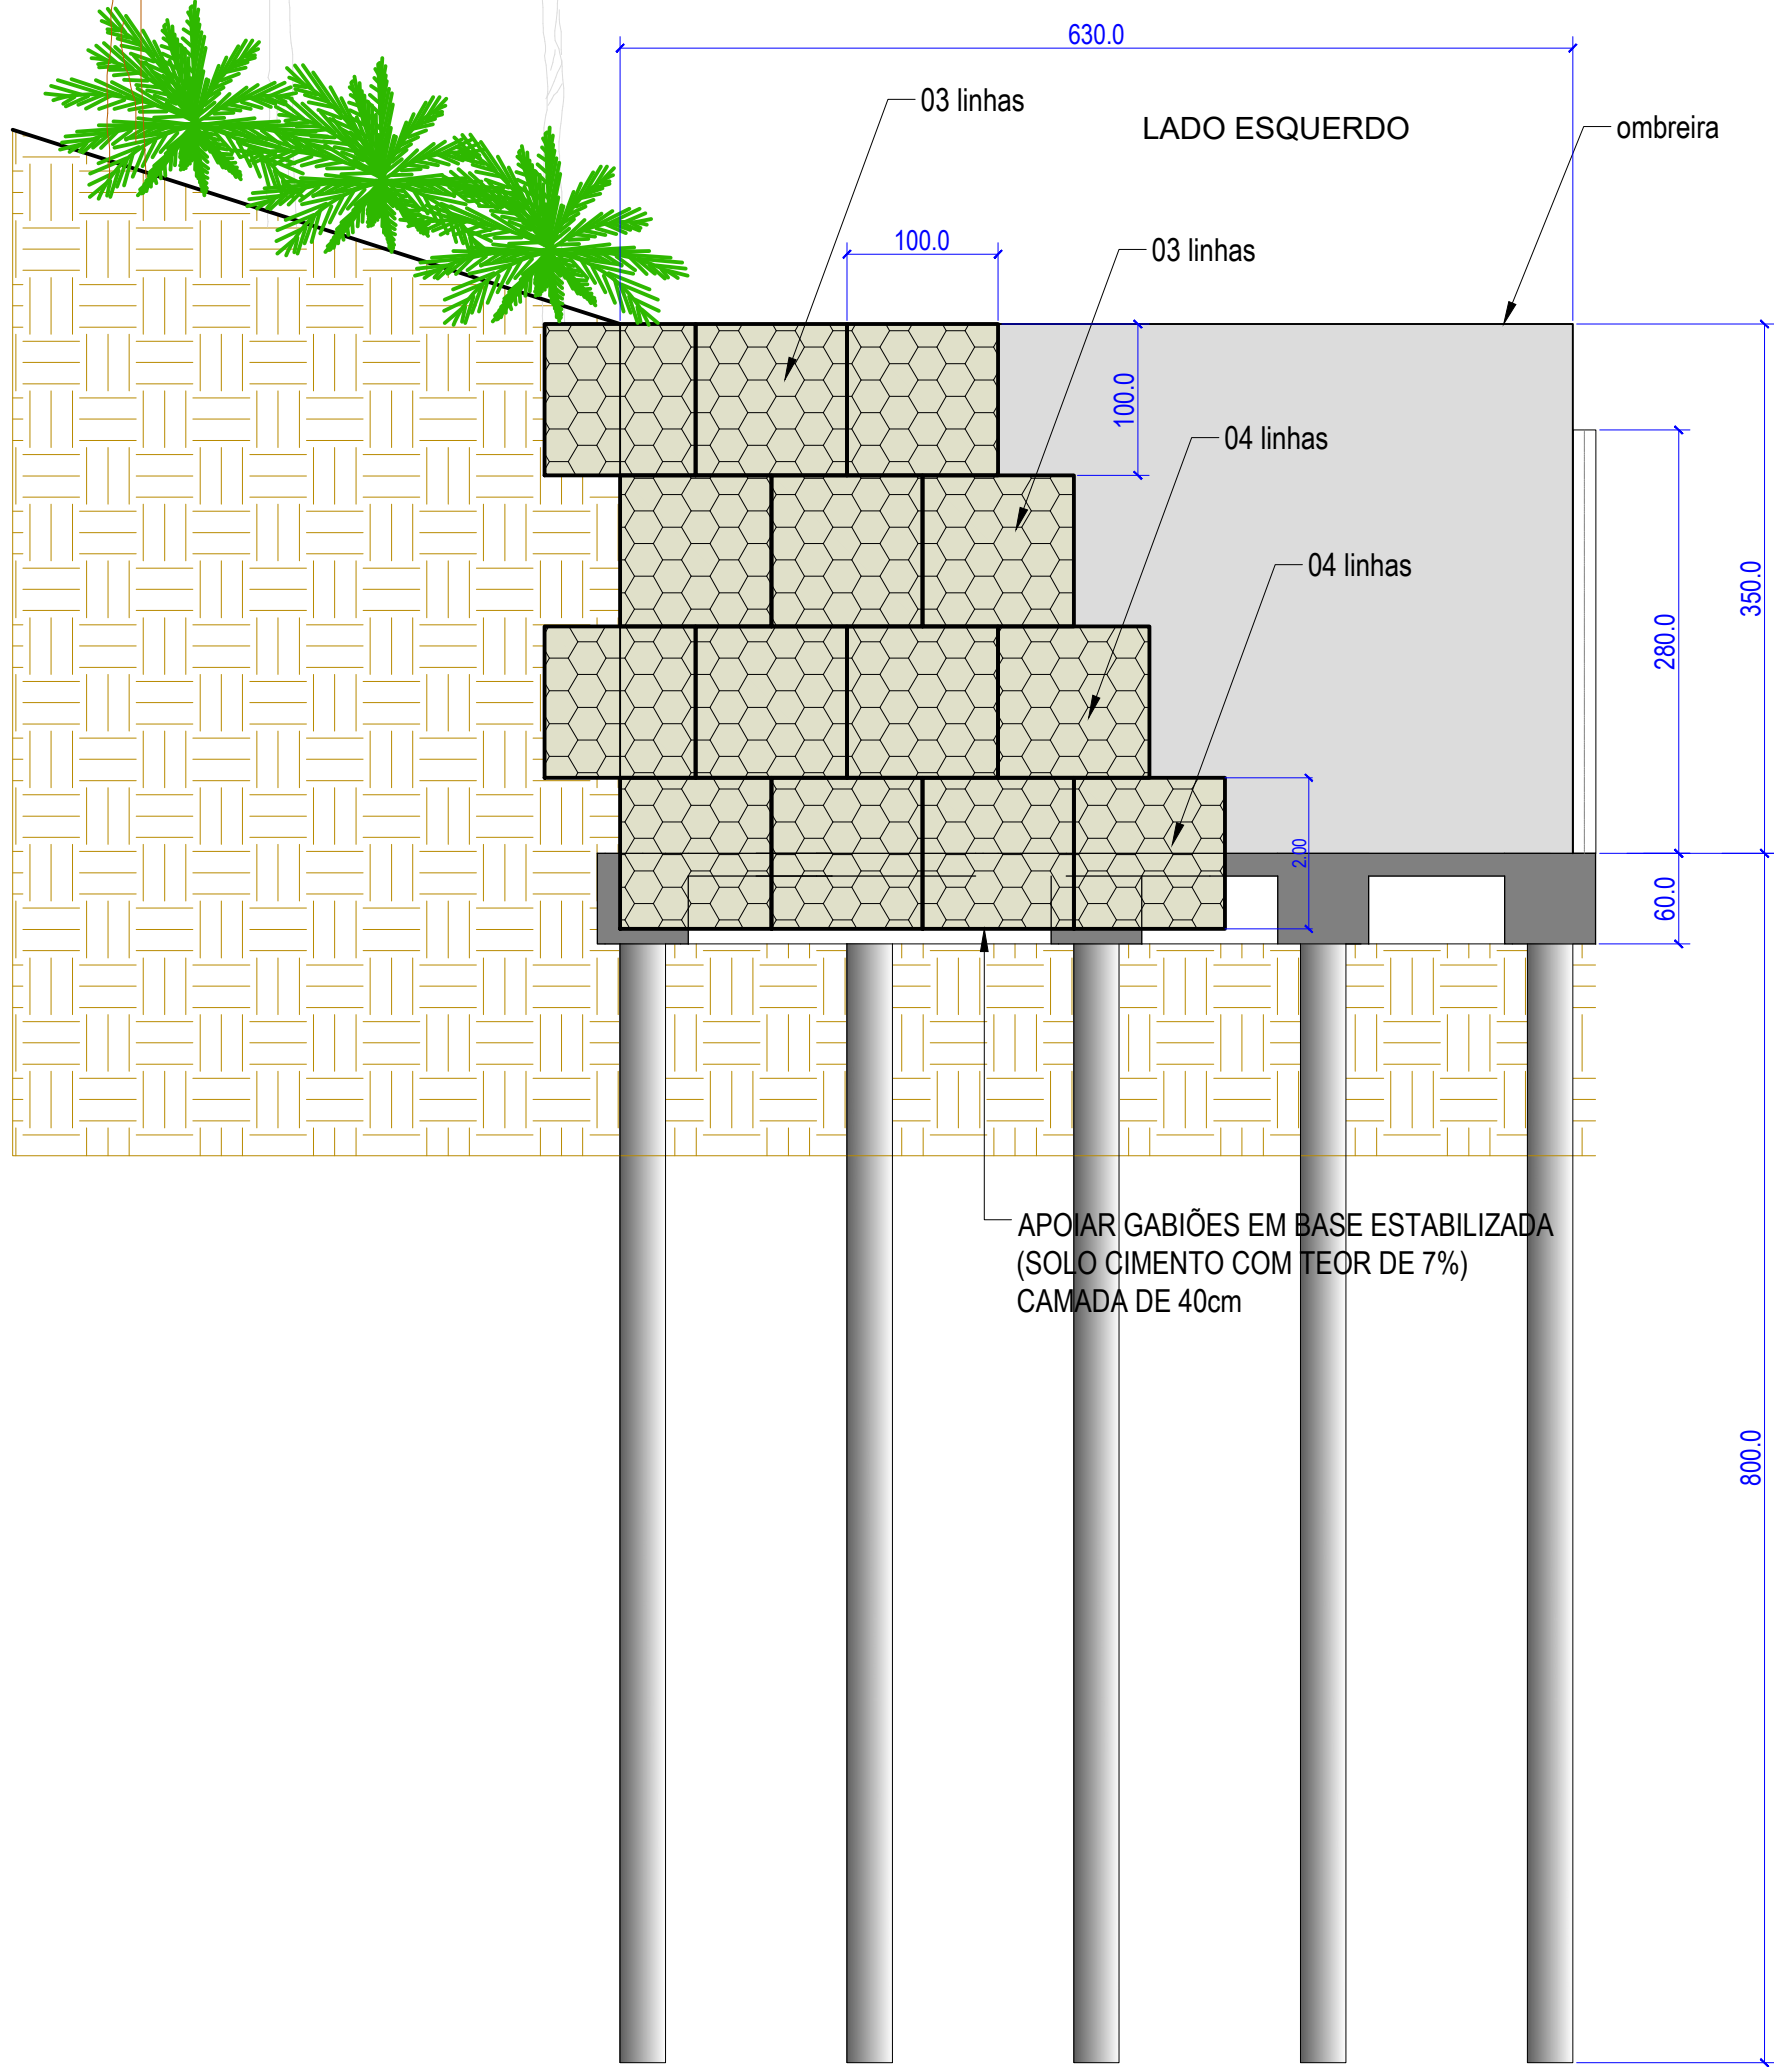 630.0
03 linhas
LADO ESQUERDO
ombreira
100.0
03 linhas
100.0
04 linhas
04 linhas
350.0
280.0
2.00
60.0
APOIAR GABIÕES EM BASE ESTABILIZADA
(SOLO CIMENTO COM TEOR DE 7%)
CAMADA DE 40cm
800.0